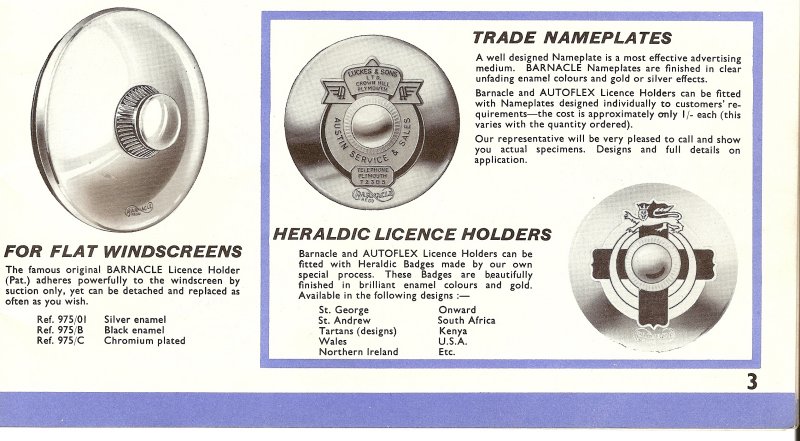 BARNACLE
FOR FLAT WINDSCREENS
The famous original BARNACLE Licence Holder
(Pat.) adheres powerfully to the windscreen by
suction only, yet can be detached and replaced as
often as you wish.
Ref. 975/01 Silver enamel
Ref. 975/B Black enamel
Ref. 975/C Chromium plated
LUCKES & SONS
LTD.
CROWN HILL
PLYMOUTH
AUSTIN SERVICE & SALES
TELEPHONE
PLYMOUTH
72305
BARNACLE
TRADE NAMEPLATES
A well designed Nameplate is a most effective advertising
medium. BARNACLE Nameplates are finished in clear
unfading enamel colours and gold or silver effects.
Barnacle and AUTOFLEX Licence Holders can be fitted
with Nameplates designed individually to customers' re-
quirements—the cost is approximately only 1/- each (this
varies with the quantity ordered).
Our representative will be very pleased to call and show
you actual specimens. Designs and full details on
application.
HERALDIC LICENCE HOLDERS
Barnacle and AUTOFLEX Licence Holders can be
fitted with Heraldic Badges made by our own
special process. These Badges are beautifully
finished in brilliant enamel colours and gold.
Available in the following designs :—
St. George Onward
St. Andrew South Africa
Tartans (designs) Kenya
Wales U.S.A.
Northern Ireland Etc.
3